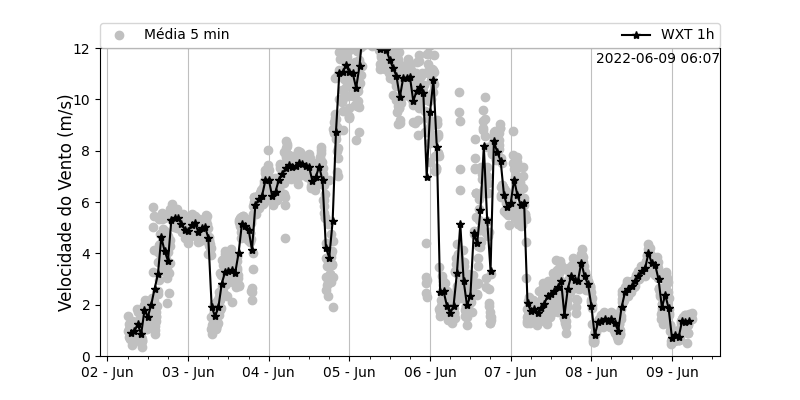 Média 5 min
WXT 1h
2022-06-09 06:07
Velocidade do Vento (m/s)
12
10
8
6
4
2
0
02 - Jun
03 - Jun
04 - Jun
05 - Jun
06 - Jun
07 - Jun
08 - Jun
09 - Jun